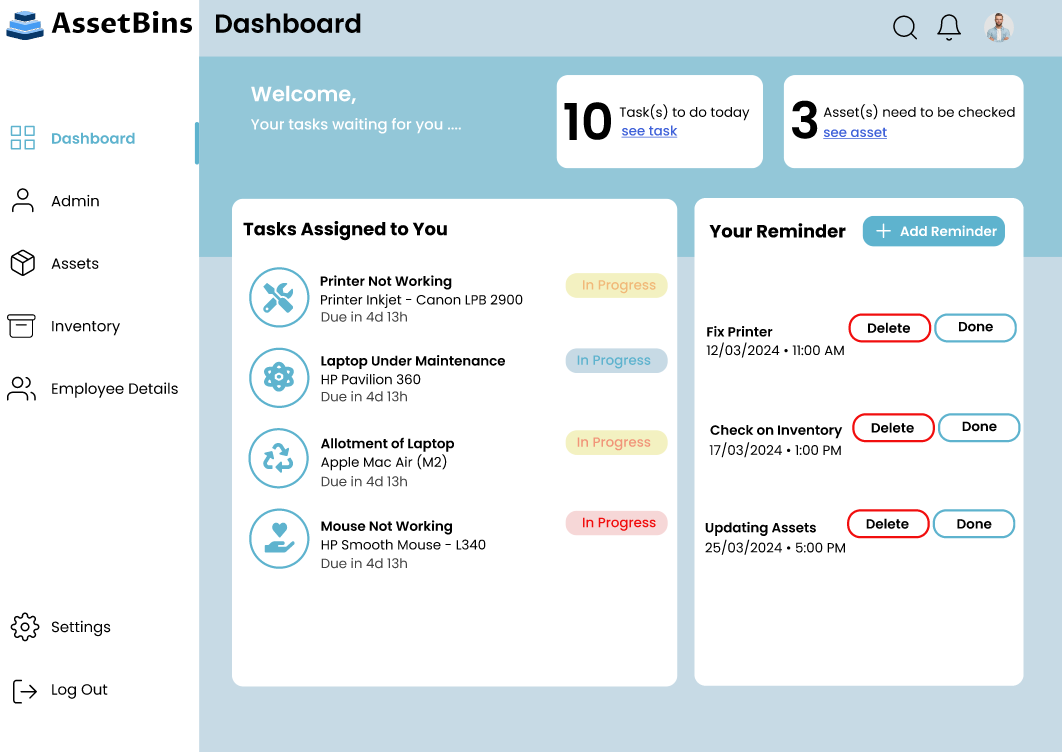 AssetBins
Dashboard
Dashboard
Admin
Assets
Inventory
Employee Details
Settings
Log Out
Welcome,
Your tasks waiting for you ....
10 Task(s) to do today
see task
3 Asset(s) need to be checked
see asset
Tasks Assigned to You
Printer Not Working
In Progress
Printer Inkjet - Canon LPB 2900
Due in 4d 13h
Laptop Under Maintenance
In Progress
HP Pavilion 360
Due in 4d 13h
Allotment of Laptop
In Progress
Apple Mac Air (M2)
Due in 4d 13h
Mouse Not Working
In Progress
HP Smooth Mouse - L340
Due in 4d 13h
Your Reminder
Add Reminder
Fix Printer
Delete
Done
12/03/2024 • 11:00 AM
Check on Inventory
Delete
Done
17/03/2024 • 1:00 PM
Updating Assets
Delete
Done
25/03/2024 • 5:00 PM